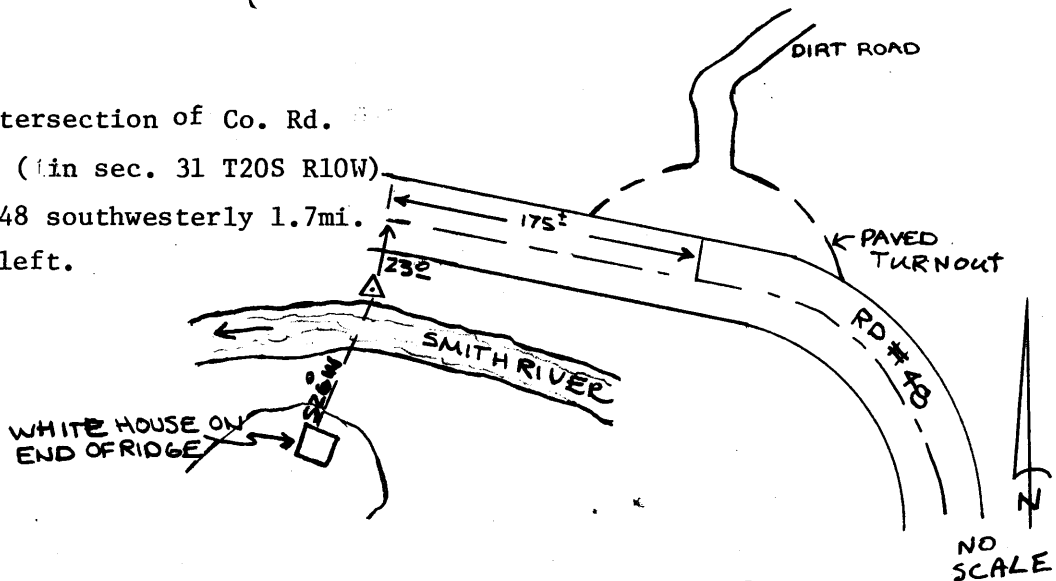 DIRT ROAD
tersection of Co. Rd.
(in sec. 31 T20S R10W)
48 southwesterly 1.7mi.
left.
175±
PAVED
TURNOUT
23±
RD #48
SMITH RIVER
S26°W
WHITE HOUSE ON
END OF RIDGE
N
NO
SCALE